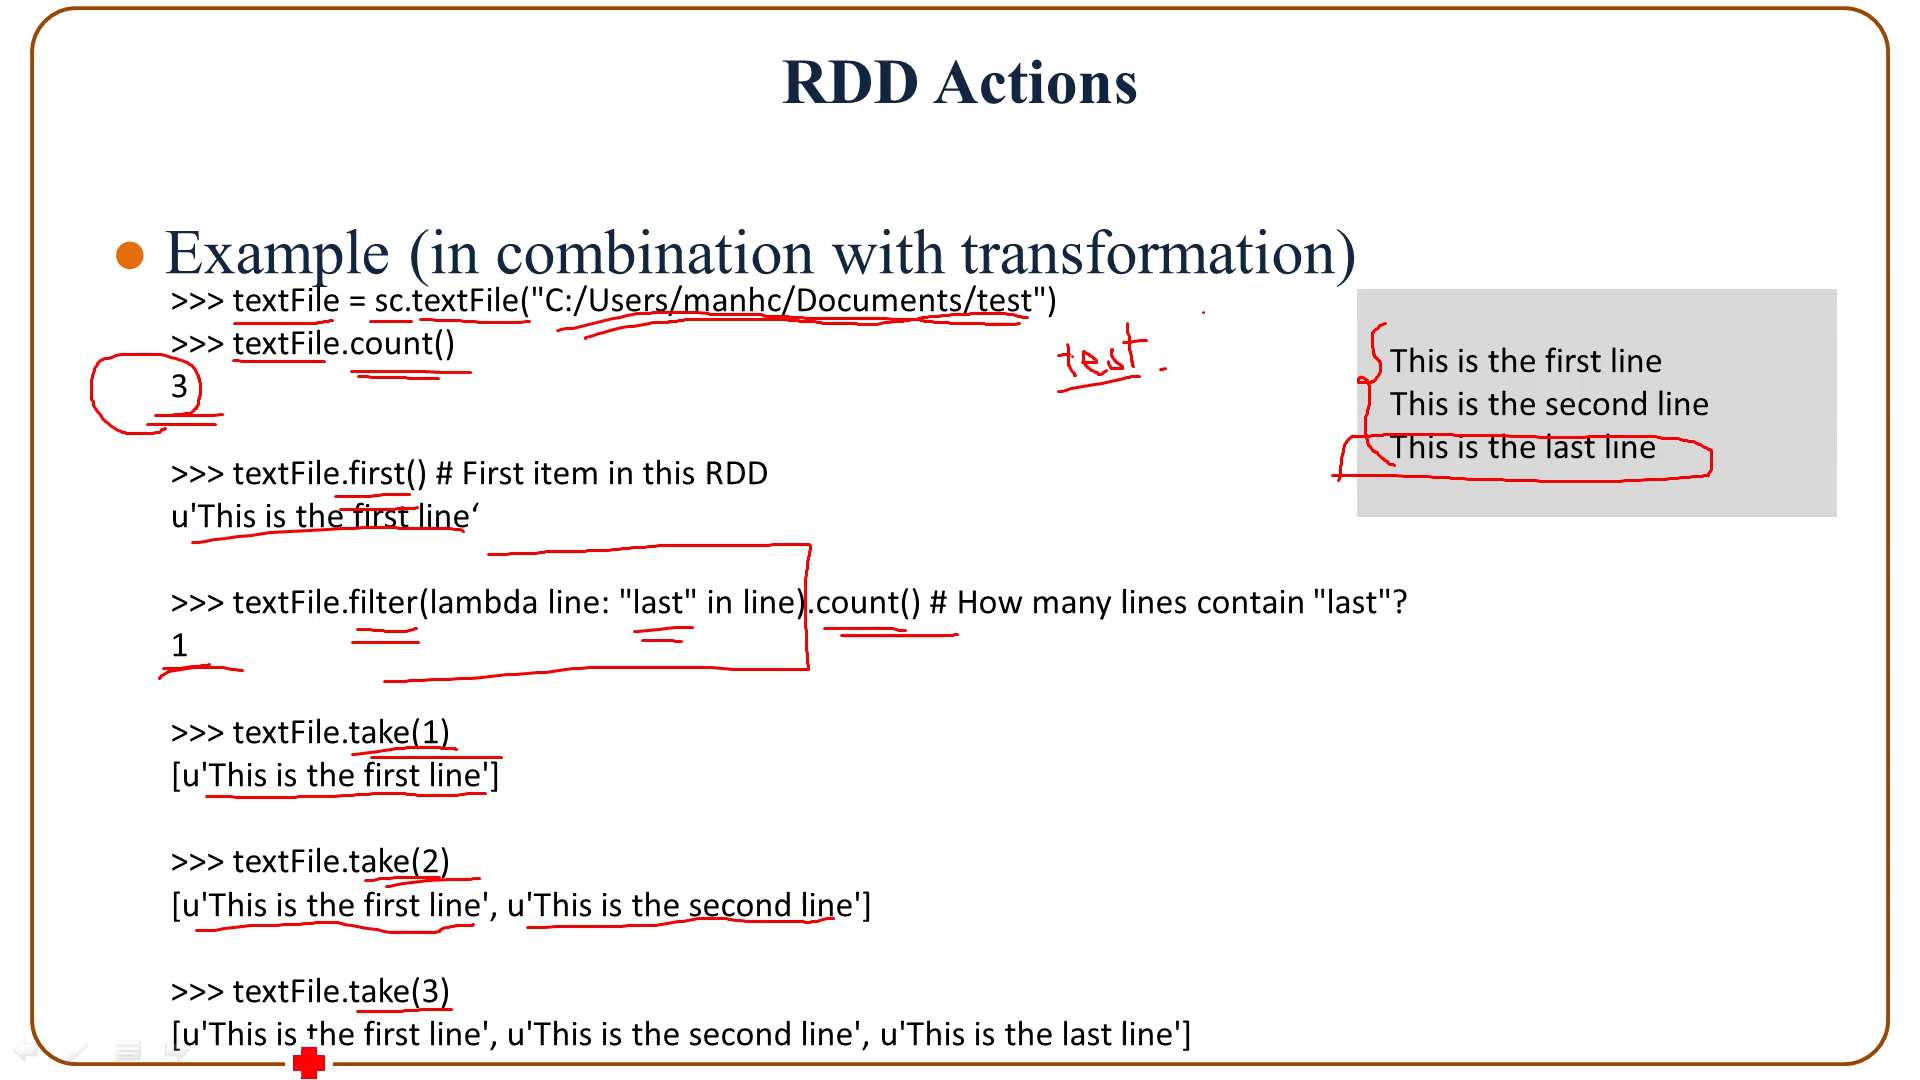 RDD Actions
Example (in combination with transformation)
>>> textFile = sc.textFile("C:/Users/manhc/Documents/test")
>>> textFile.count()
3
>>> textFile.first() # First item in this RDD
u'This is the first line‘
>>> textFile.filter(lambda line: "last" in line).count() # How many lines contain "last"?
1
>>> textFile.take(1)
[u'This is the first line']
>>> textFile.take(2)
[u'This is the first line', u'This is the second line']
>>> textFile.take(3)
[u'This is the first line', u'This is the second line', u'This is the last line']
test.
This is the first line
This is the second line
This is the last line